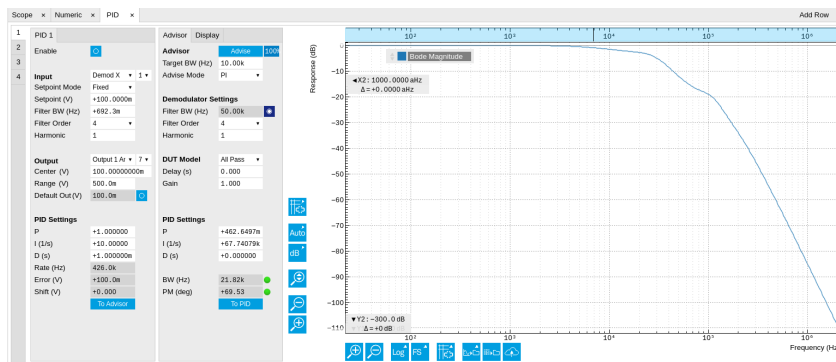 Scope × Numeric × PID × Add Row
1 PID 1 Advisor Display
2 Enable Advisor Advise 100%
3 Target BW (Hz) 10.00k
4 Input Demod X 1 Advise Mode PI
Setpoint Mode Fixed
Setpoint (V) +100.0000m Demodulator Settings
Filter BW (Hz) +692.3m Filter BW (Hz) 50.00k
Filter Order 4 Filter Order 4
Harmonic 1 Harmonic 1
Output Output 1 Ar 7 DUT Model All Pass
Center (V) 100.00000000m Delay (s) 0.000
Range (V) 500.0m Gain 1.000
Default Out (V) 100.0m
PID Settings PID Settings
P +1.000000 P +462.6497m
I (1/s) +10.00000 I (1/s) +67.74079k
D (s) +1.000000m D (s) +0.000000
Rate (Hz) 426.0k
Error (V) +100.0m BW (Hz) 21.82k
Shift (V) +0.000 PM (deg) +69.53
To Advisor To PID
Auto
dB
10² 10³ 10⁴ 10⁵ 10⁶
Response (dB)
0
-10
-20
-30
-40
-50
-60
-70
-80
-90
-100
-110
Bode Magnitude
◄X2: 1000.0000 aHz
Δ = +0.0000 aHz
▼Y2: -300.0 dB
Δ = +0 dB
10² 10³ 10⁴ 10⁵ 10⁶
Frequency (Hz
Log FS